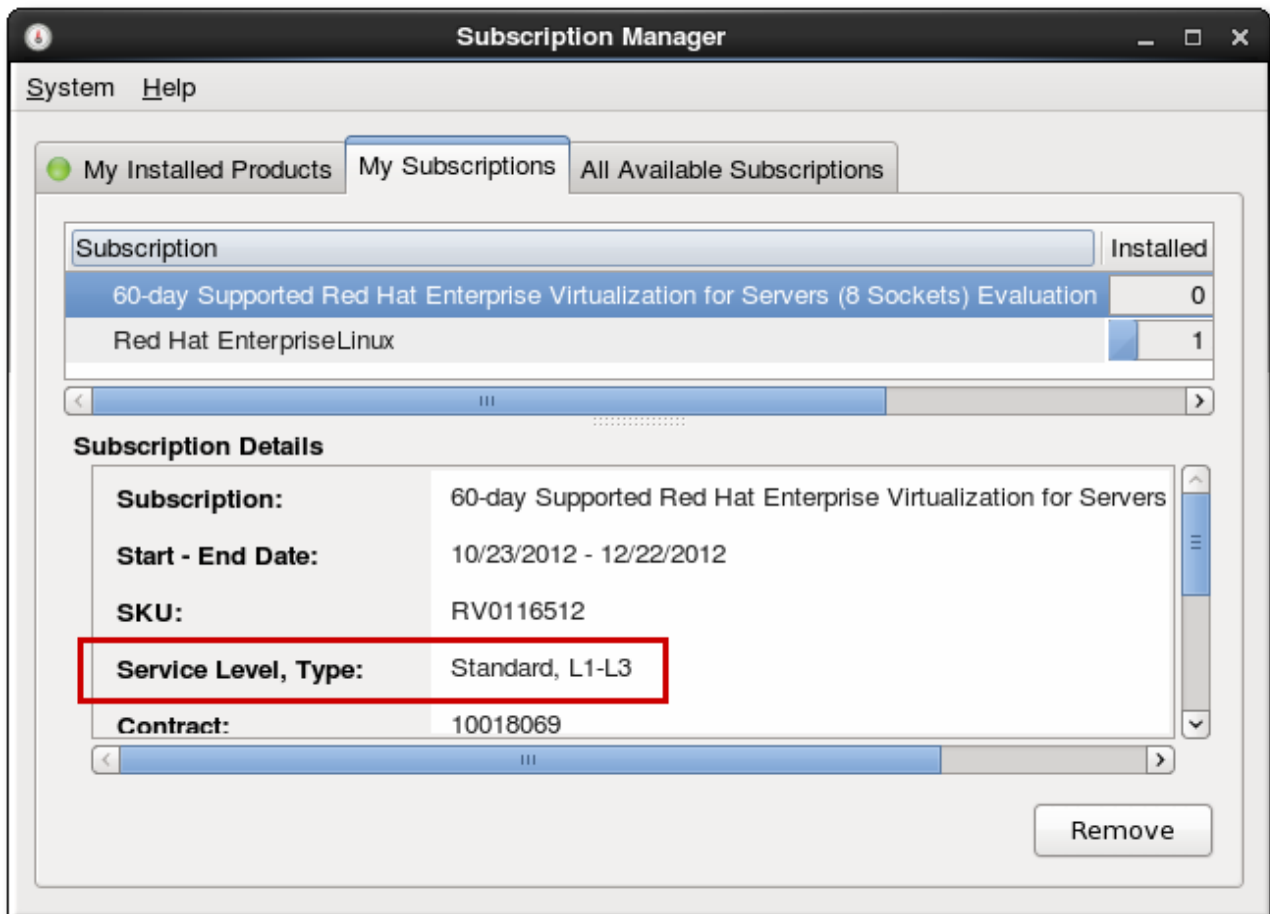 Subscription Manager
System Help
My Installed Products My Subscriptions All Available Subscriptions
Subscription Installed
60-day Supported Red Hat Enterprise Virtualization for Servers (8 Sockets) Evaluation 0
Red Hat EnterpriseLinux 1
Subscription Details
Subscription: 60-day Supported Red Hat Enterprise Virtualization for Servers
Start - End Date: 10/23/2012 - 12/22/2012
SKU: RV0116512
Service Level, Type: Standard, L1-L3
Contract: 10018069
Remove